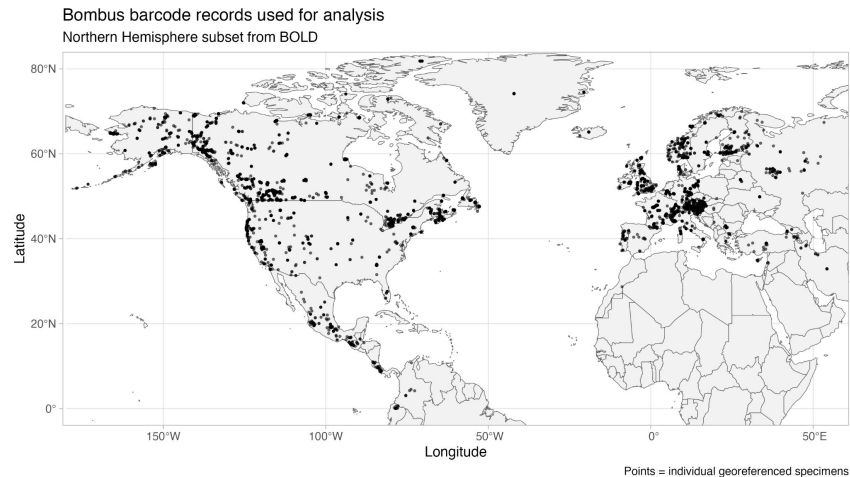 Bombus barcode records used for analysis
Northern Hemisphere subset from BOLD
80°N
60°N
40°N
20°N
0°
Latitude
150°W
100°W
50°W
0°
50°E
Longitude
Points = individual georeferenced specimens